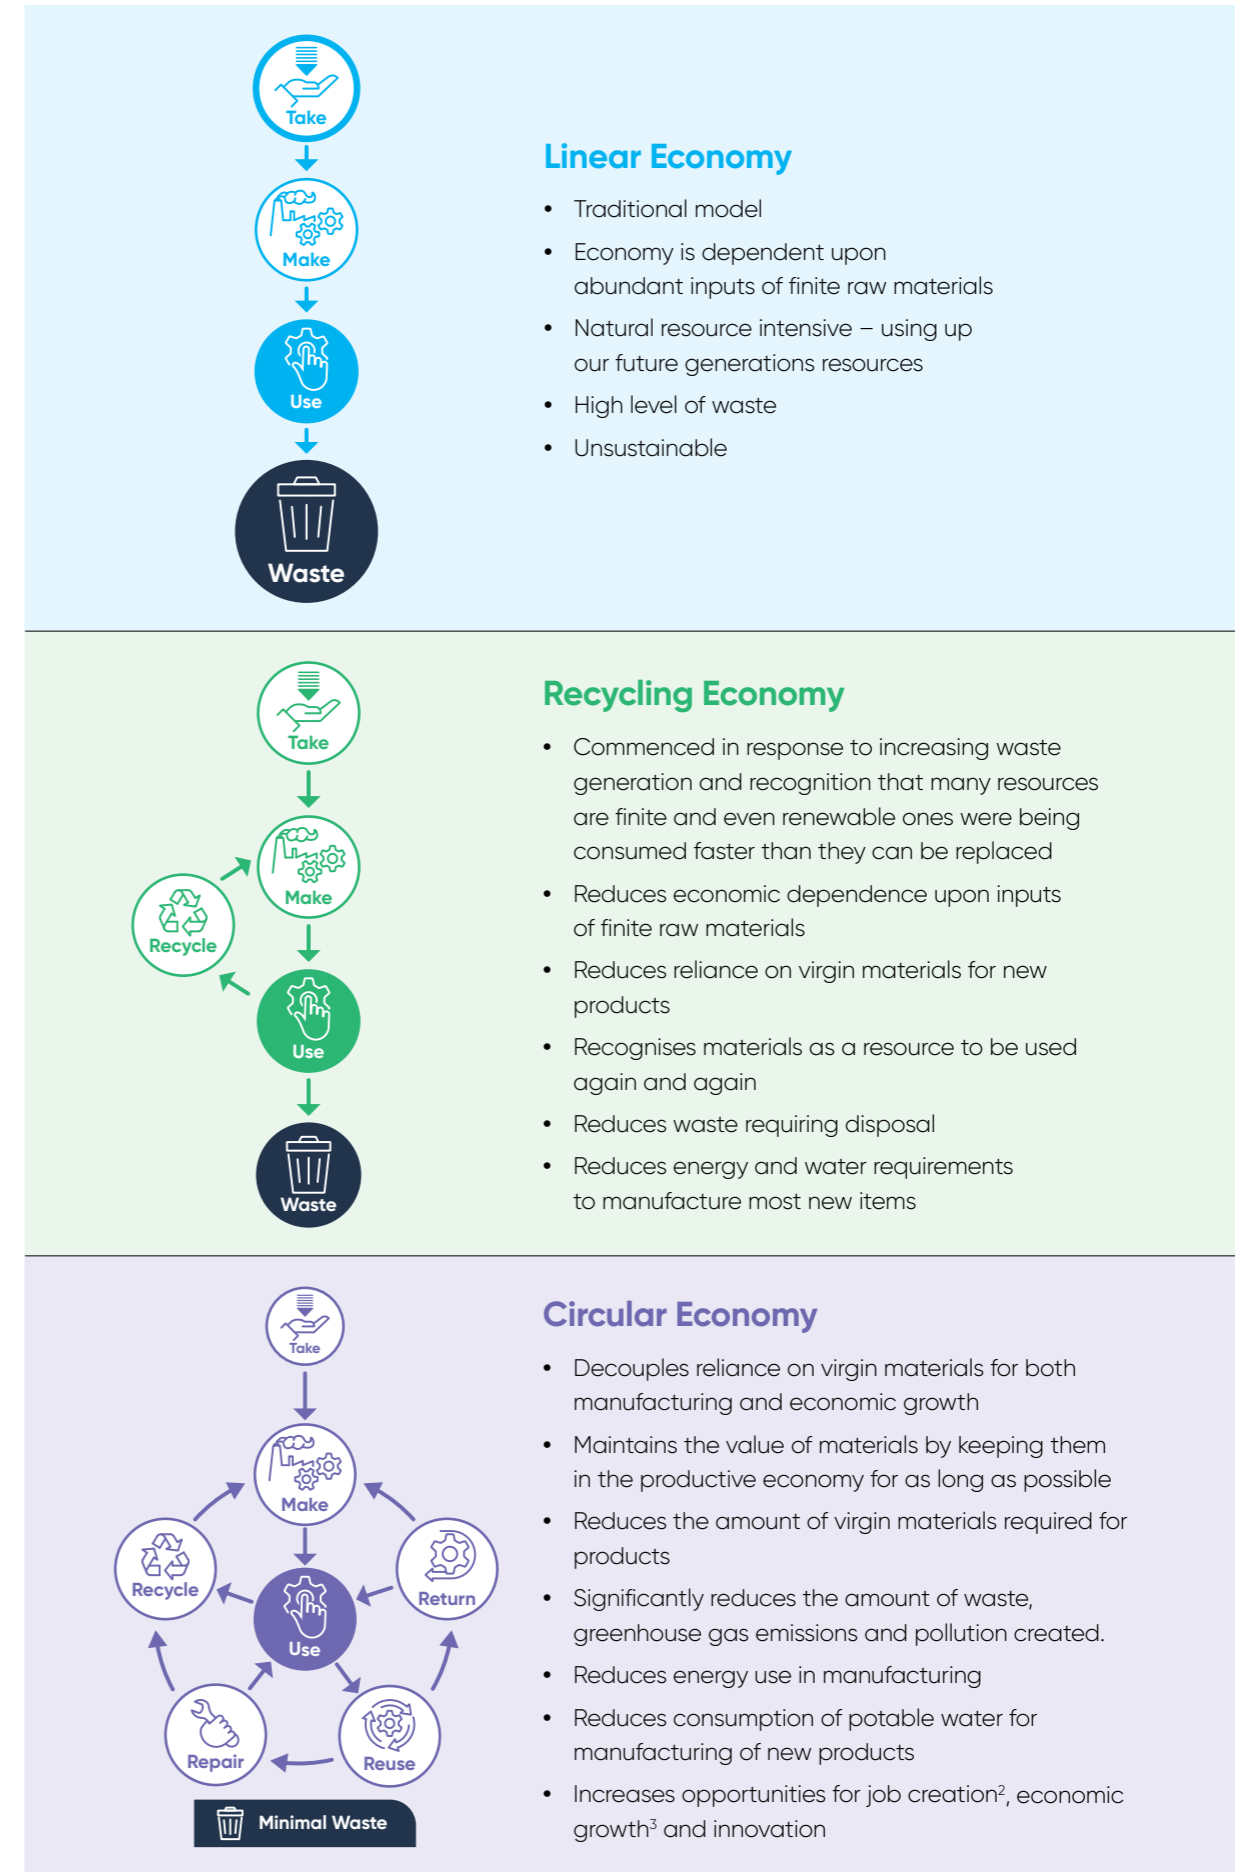 Take
Make
Use
Waste
Linear Economy
• Traditional model
• Economy is dependent upon
abundant inputs of finite raw materials
• Natural resource intensive – using up
our future generations resources
• High level of waste
• Unsustainable
Take
Make
Recycle
Use
Waste
Recycling Economy
• Commenced in response to increasing waste
generation and recognition that many resources
are finite and even renewable ones were being
consumed faster than they can be replaced
• Reduces economic dependence upon inputs
of finite raw materials
• Reduces reliance on virgin materials for new
products
• Recognises materials as a resource to be used
again and again
• Reduces waste requiring disposal
• Reduces energy and water requirements
to manufacture most new items
Take
Make
Recycle
Return
Use
Repair
Reuse
Minimal Waste
Circular Economy
• Decouples reliance on virgin materials for both
manufacturing and economic growth
• Maintains the value of materials by keeping them
in the productive economy for as long as possible
• Reduces the amount of virgin materials required for
products
• Significantly reduces the amount of waste,
greenhouse gas emissions and pollution created.
• Reduces energy use in manufacturing
• Reduces consumption of potable water for
manufacturing of new products
• Increases opportunities for job creation², economic
growth³ and innovation